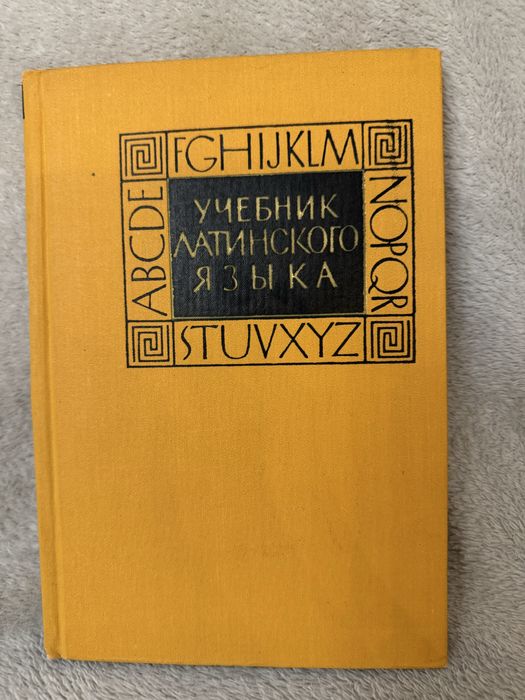 ABCDE
FGHIJKLM
NOPQR
STUVXYZ
УЧЕБНИК
ЛАТИНСКОГО
ЯЗЫКА